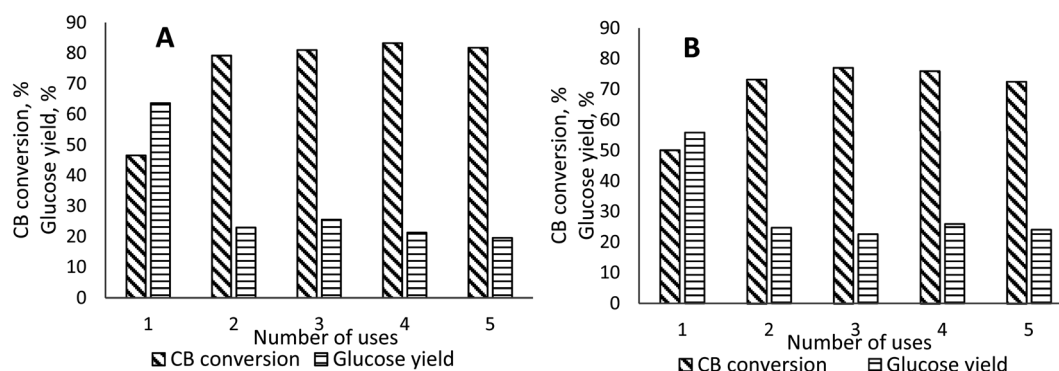 A
CB conversion, %
Glucose yield, %
90
80
70
60
50
40
30
20
10
0
1 2 3 4 5
Number of uses
CB conversion Glucose yield
B
CB conversion, %
Glucose yield, %
90
80
70
60
50
40
30
20
10
0
1 2 3 4 5
Number of uses
CB conversion Glucose yield